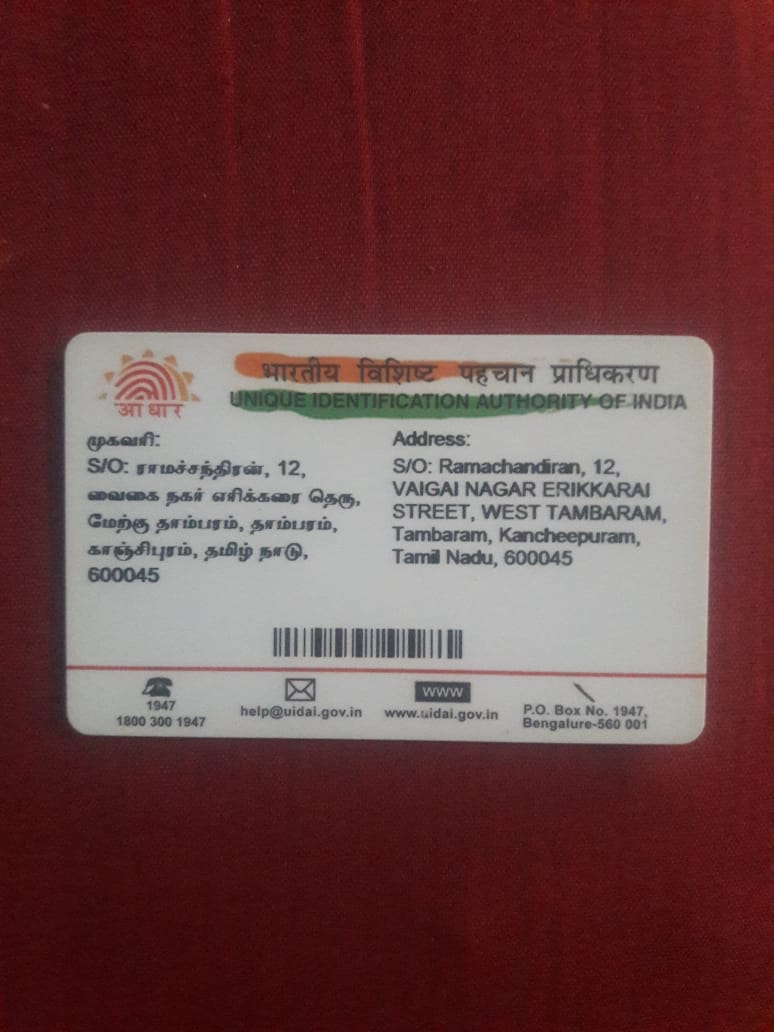 भारतीय विशिष्ट पहचान प्राधिकरण
UNIQUE IDENTIFICATION AUTHORITY OF INDIA
आधार
முகவரி:
S/O: ராமச்சந்திரன், 12,
வைகை நகர் எரிக்கரை தெரு,
மேற்கு தாம்பரம், தாம்பரம்,
காஞ்சிபுரம், தமிழ் நாடு,
600045
Address:
S/O: Ramachandiran, 12,
VAIGAI NAGAR ERIKKARAI
STREET, WEST TAMBARAM,
Tambaram, Kancheepuram,
Tamil Nadu, 600045
1947
1800 300 1947
help@uidai.gov.in
WWW
www.uidai.gov.in
P.O. Box No. 1947,
Bengalure-560 001